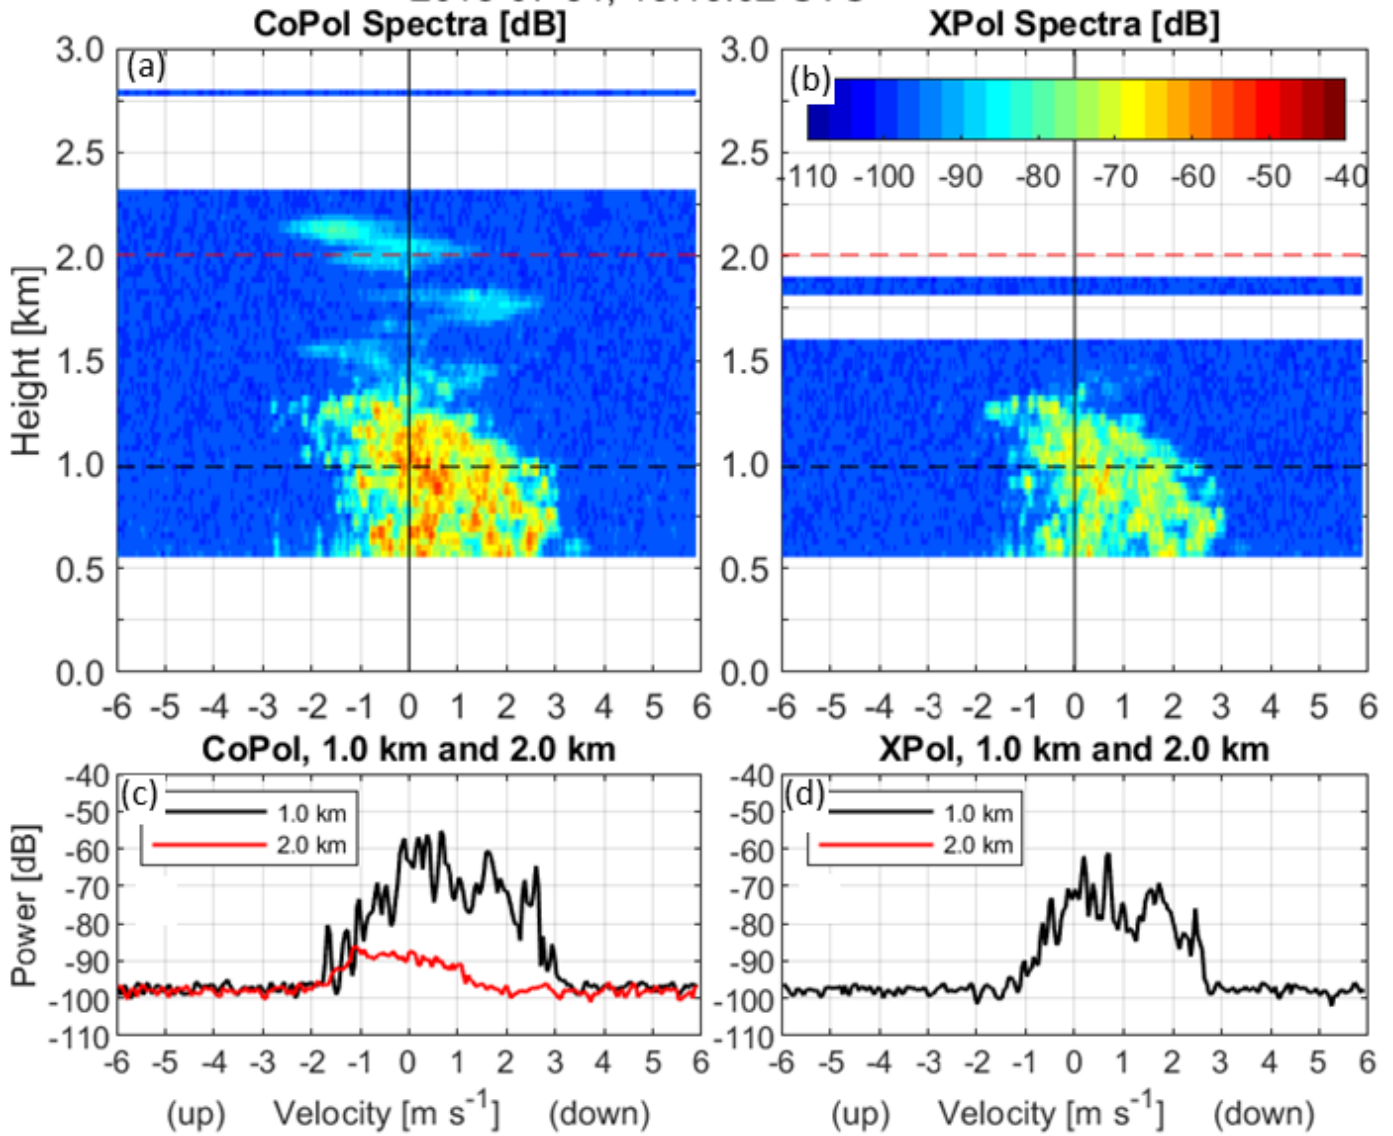 CoPol Spectra [dB]
XPol Spectra [dB]
(a)
(b)
3.0
2.5
2.0
1.5
1.0
0.5
0.0
Height [km]
-6 -5 -4 -3 -2 -1 0 1 2 3 4 5 6
3.0
2.5
2.0
1.5
1.0
0.5
0.0
-110 -100 -90 -80 -70 -60 -50 -40
-6 -5 -4 -3 -2 -1 0 1 2 3 4 5 6
CoPol, 1.0 km and 2.0 km
XPol, 1.0 km and 2.0 km
(c)
1.0 km
2.0 km
-40
-50
-60
-70
-80
-90
-100
-110
Power [dB]
-6 -5 -4 -3 -2 -1 0 1 2 3 4 5 6
(up) Velocity [m s-1] (down)
(d)
1.0 km
2.0 km
-40
-50
-60
-70
-80
-90
-100
-110
-6 -5 -4 -3 -2 -1 0 1 2 3 4 5 6
(up) Velocity [m s-1] (down)